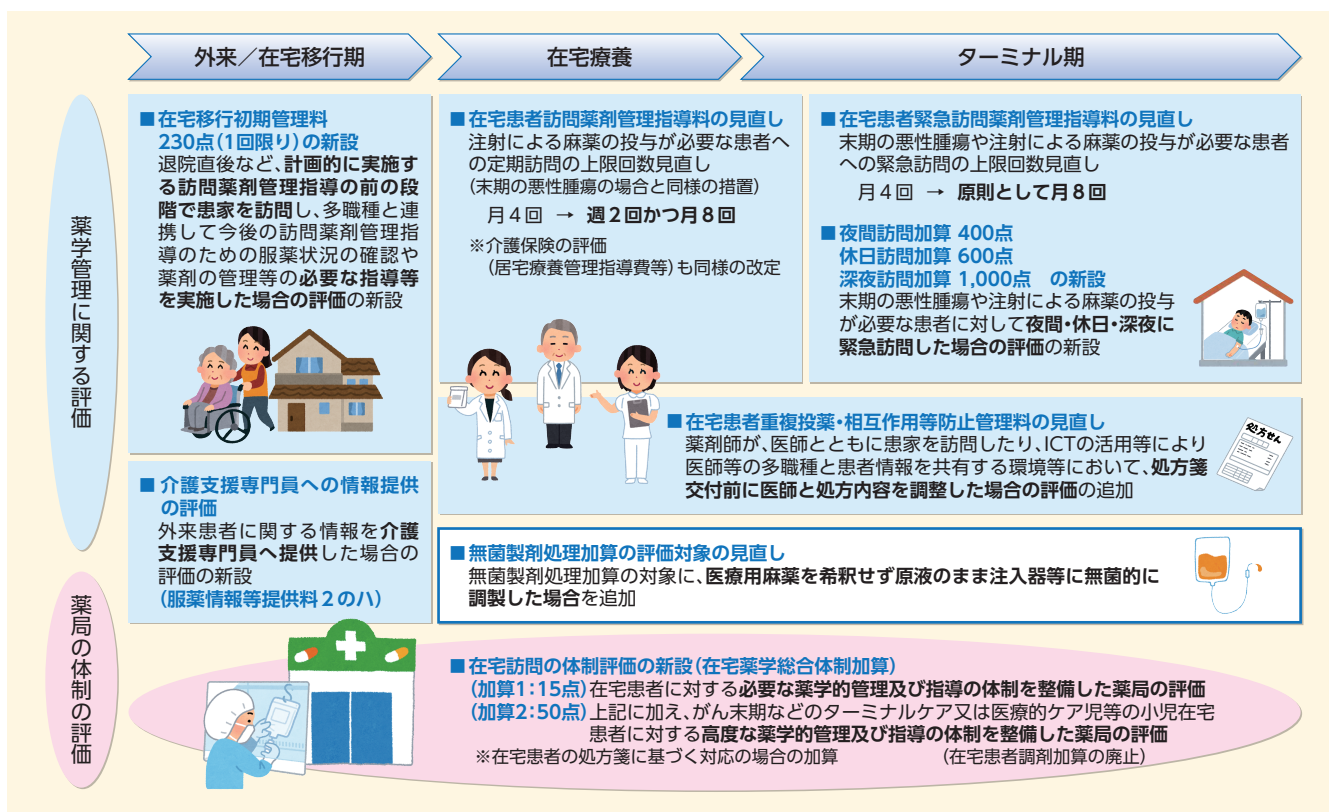 外来／在宅移行期
在宅療養
ターミナル期
薬学管理に関する評価
■在宅移行初期管理料
230点(1回限り)の新設
退院直後など、計画的に実施す
る訪問薬剤管理指導の前の段
階で患家を訪問し、多職種と連
携して今後の訪問薬剤管理指
導のための服薬状況の確認や
薬剤の管理等の必要な指導等
を実施した場合の評価の新設
■介護支援専門員への情報提供
の評価
外来患者に関する情報を介護
支援専門員へ提供した場合の
評価の新設
(服薬情報等提供料２のハ)
■在宅患者訪問薬剤管理指導料の見直し
注射による麻薬の投与が必要な患者へ
の定期訪問の上限回数見直し
(末期の悪性腫瘍の場合と同様の措置)
月４回 → 週２回かつ月８回
※介護保険の評価
(居宅療養管理指導費等)も同様の改定
■在宅患者緊急訪問薬剤管理指導料の見直し
末期の悪性腫瘍や注射による麻薬の投与が必要な患者
への緊急訪問の上限回数見直し
月４回 → 原則として月８回
■夜間訪問加算 400点
休日訪問加算 600点
深夜訪問加算 1,000点　の新設
末期の悪性腫瘍や注射による麻薬の投与
が必要な患者に対して夜間・休日・深夜に
緊急訪問した場合の評価の新設
■在宅患者重複投薬・相互作用等防止管理料の見直し
薬剤師が、医師とともに患家を訪問したり、ICTの活用等により
医師等の多職種と患者情報を共有する環境等において、処方箋
交付前に医師と処方内容を調整した場合の評価の追加
処方せん
■無菌製剤処理加算の評価対象の見直し
無菌製剤処理加算の対象に、医療用麻薬を希釈せず原液のまま注入器等に無菌的に
調製した場合を追加
薬局の体制の評価
■在宅訪問の体制評価の新設(在宅薬学総合体制加算)
(加算1：15点)在宅患者に対する必要な薬学的管理及び指導の体制を整備した薬局の評価
(加算2：50点)上記に加え、がん末期などのターミナルケア又は医療的ケア児等の小児在宅
患者に対する高度な薬学的管理及び指導の体制を整備した薬局の評価
※在宅患者の処方箋に基づく対応の場合の加算　(在宅患者調剤加算の廃止)